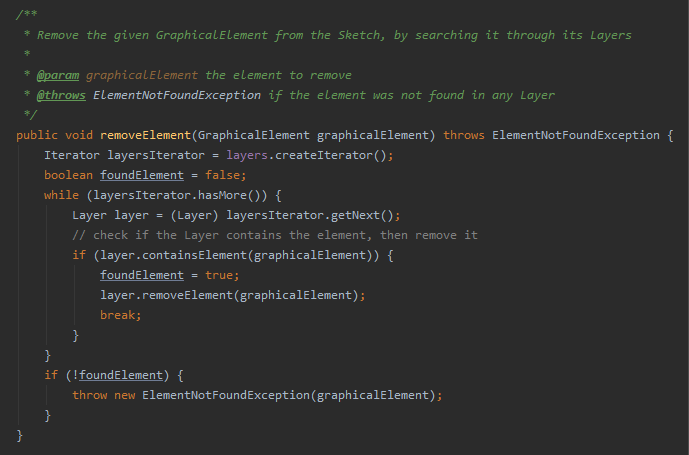 /**
 * Remove the given GraphicalElement from the Sketch, by searching it through its Layers
 *
 * @param graphicalElement the element to remove
 * @throws ElementNotFoundException if the element was not found in any Layer
 */
public void removeElement(GraphicalElement graphicalElement) throws ElementNotFoundException {
    Iterator layersIterator = layers.createIterator();
    boolean foundElement = false;
    while (layersIterator.hasMore()) {
        Layer layer = (Layer) layersIterator.getNext();
        // check if the Layer contains the element, then remove it
        if (layer.containsElement(graphicalElement)) {
            foundElement = true;
            layer.removeElement(graphicalElement);
            break;
        }
    }
    if (!foundElement) {
        throw new ElementNotFoundException(graphicalElement);
    }
}